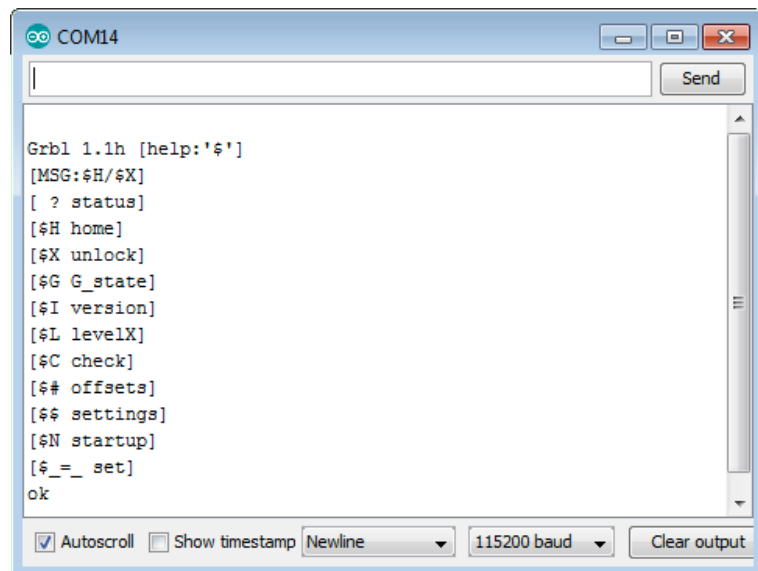 COM14
Send
Grbl 1.1h [help:'$']
[MSG:$H/$X]
[ ? status]
[$H home]
[$X unlock]
[$G G_state]
[$I version]
[$L levelX]
[$C check]
[$# offsets]
[$$ settings]
[$N startup]
[$_=_ set]
ok
Autoscroll Show timestamp Newline 115200 baud Clear output